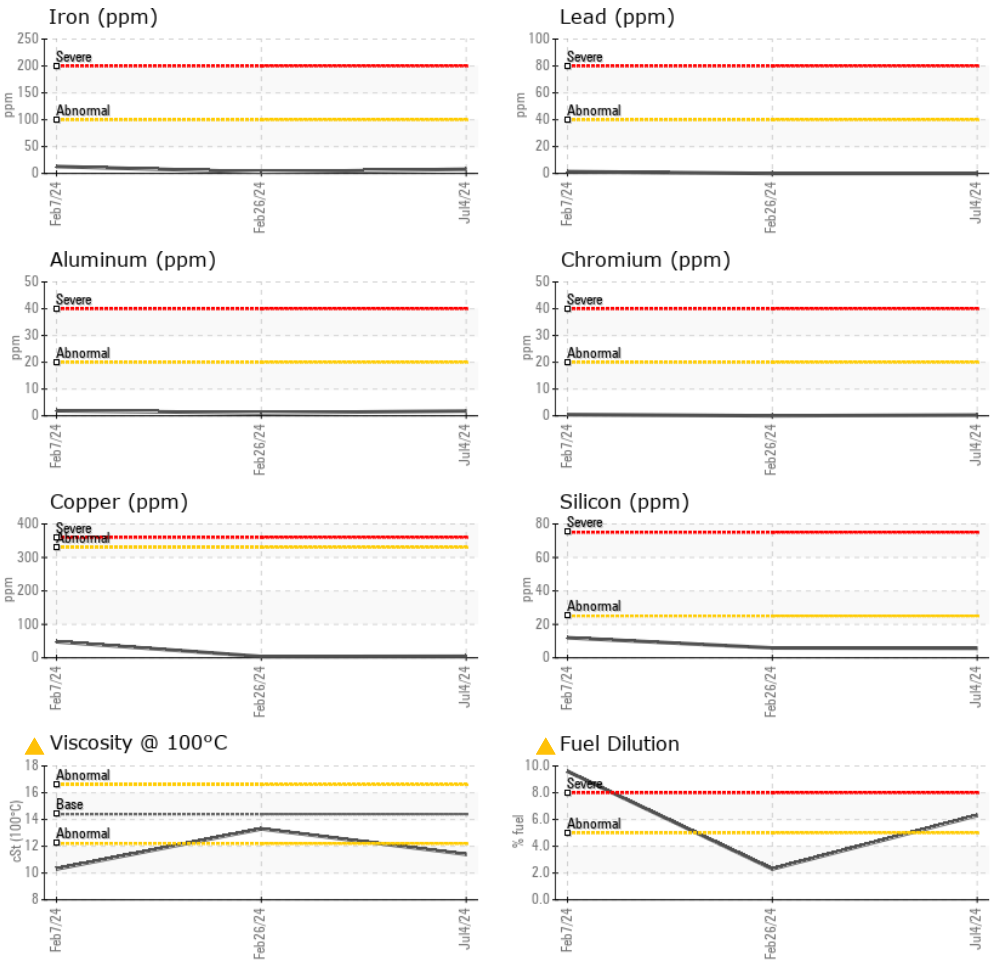 Iron (ppm)
250
200
150
100
50
0
ppm
Severe
Abnormal
Feb7/24
Feb26/24
Jul4/24
Lead (ppm)
100
80
60
40
20
0
ppm
Severe
Abnormal
Feb7/24
Feb26/24
Jul4/24
Aluminum (ppm)
50
40
30
20
10
0
ppm
Severe
Abnormal
Feb7/24
Feb26/24
Jul4/24
Chromium (ppm)
50
40
30
20
10
0
ppm
Severe
Abnormal
Feb7/24
Feb26/24
Jul4/24
Copper (ppm)
400
300
200
100
0
ppm
Severe
Abnormal
Feb7/24
Feb26/24
Jul4/24
Silicon (ppm)
80
60
40
20
0
ppm
Severe
Abnormal
Feb7/24
Feb26/24
Jul4/24
Viscosity @ 100°C
18
16
14
12
10
8
cSt (100°C)
Abnormal
Base
Abnormal
Feb7/24
Feb26/24
Jul4/24
Fuel Dilution
10.0
8.0
6.0
4.0
2.0
0.0
% fuel
Severe
Abnormal
Feb7/24
Feb26/24
Jul4/24